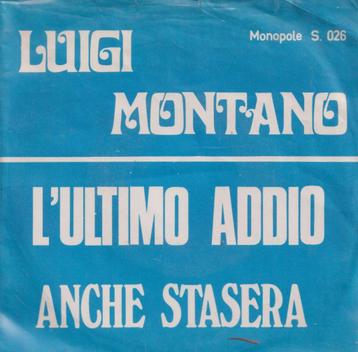 LUIGI
Monopole S. 026
MONTANO
L'ULTIMO ADDIO
ANCHE STASERA